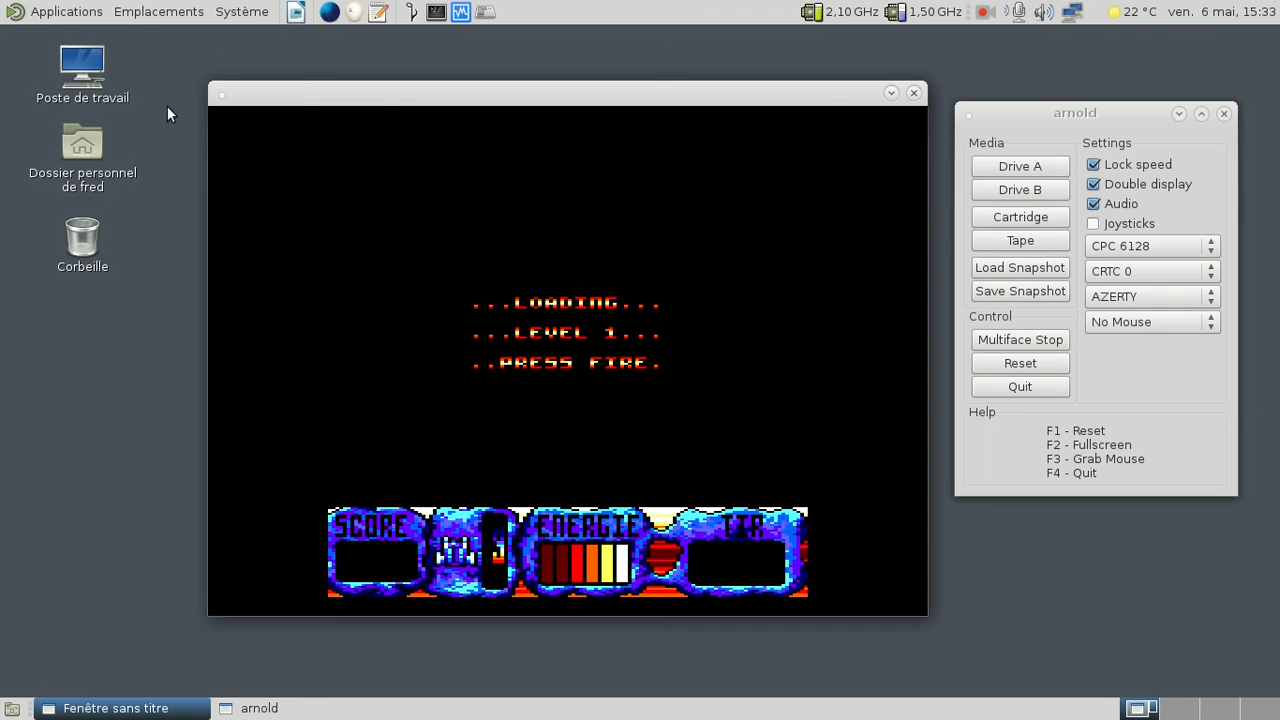 Applications Emplacements Système 2,10 GHz 1,50 GHz 22 °C ven. 6 mai, 15:33
Poste de travail
Dossier personnel
de fred
Corbeille
...LOADING...
...LEVEL 1...
..PRESS FIRE.
SCORE ENERGIE TIR
arnold
Media
Drive A
Drive B
Cartridge
Tape
Load Snapshot
Save Snapshot
Control
Multiface Stop
Reset
Quit
Settings
Lock speed
Double display
Audio
Joysticks
CPC 6128
CRTC 0
AZERTY
No Mouse
Help
F1 - Reset
F2 - Fullscreen
F3 - Grab Mouse
F4 - Quit
Fenêtre sans titre arnold